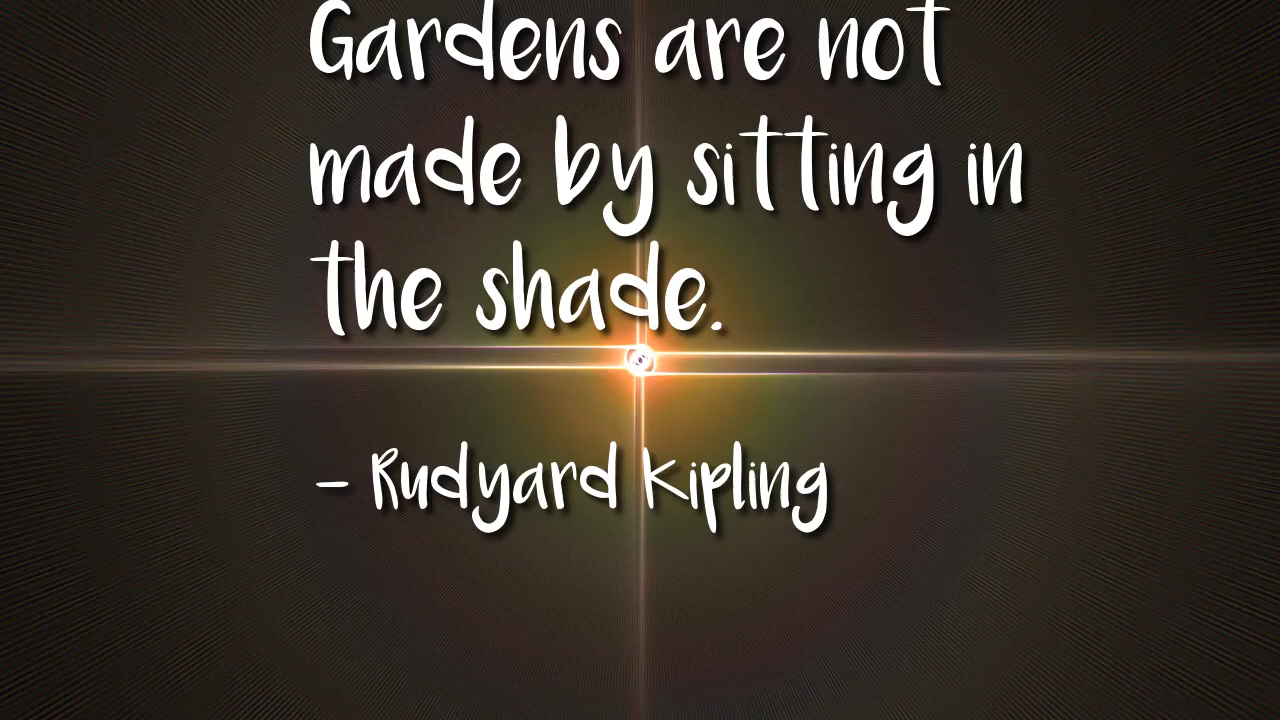 Gardens are not
made by sitting in
the shade.
- Rudyard Kipling